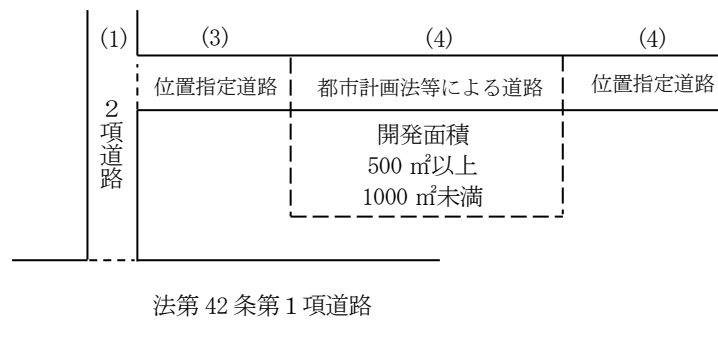 (1)
(3)
(4)
(4)
位置指定道路
都市計画法等による道路
位置指定道路
２項道路
開発面積
500 ㎡以上
1000 ㎡未満
法第 42 条第１項道路